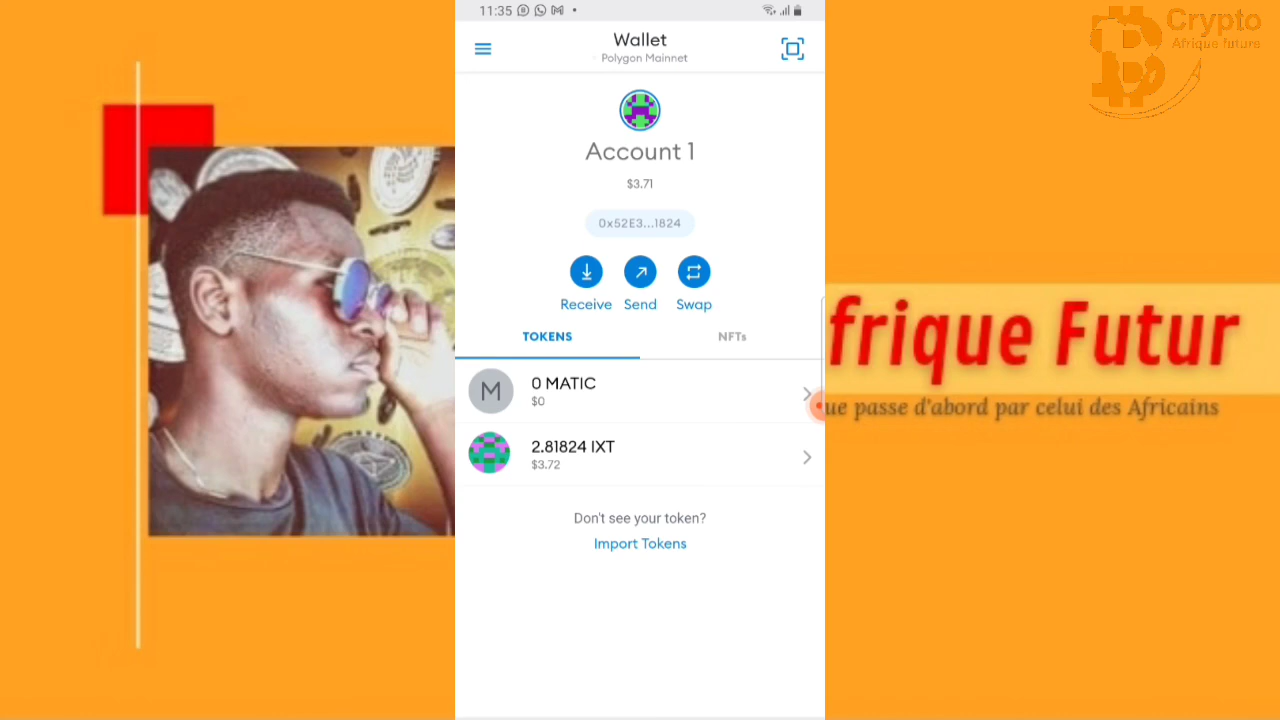 11:35
Wallet
Polygon Mainnet
Account 1
$3.71
0x52E3...1824
Receive Send Swap
TOKENS NFTs
M
0 MATIC
$0
2.81824 IXT
$3.72
Don't see your token?
Import Tokens
Crypto
Afrique future
frique Futur
ue passe d'abord par celui des Africains